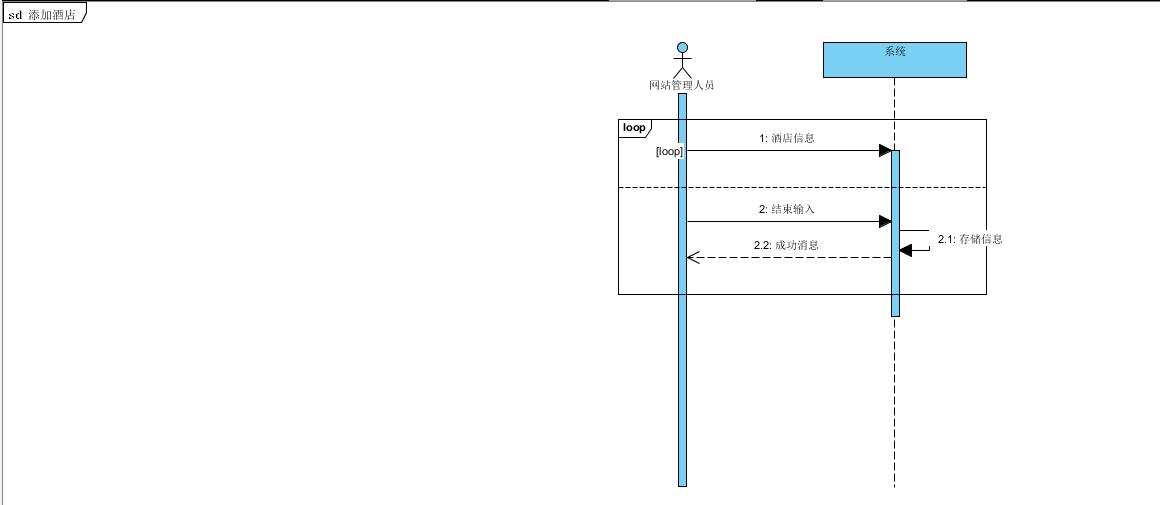 sd 添加酒店
网站管理人员
系统
loop
[loop]
1: 酒店信息
2: 结束输入
2.1: 存储信息
2.2: 成功消息